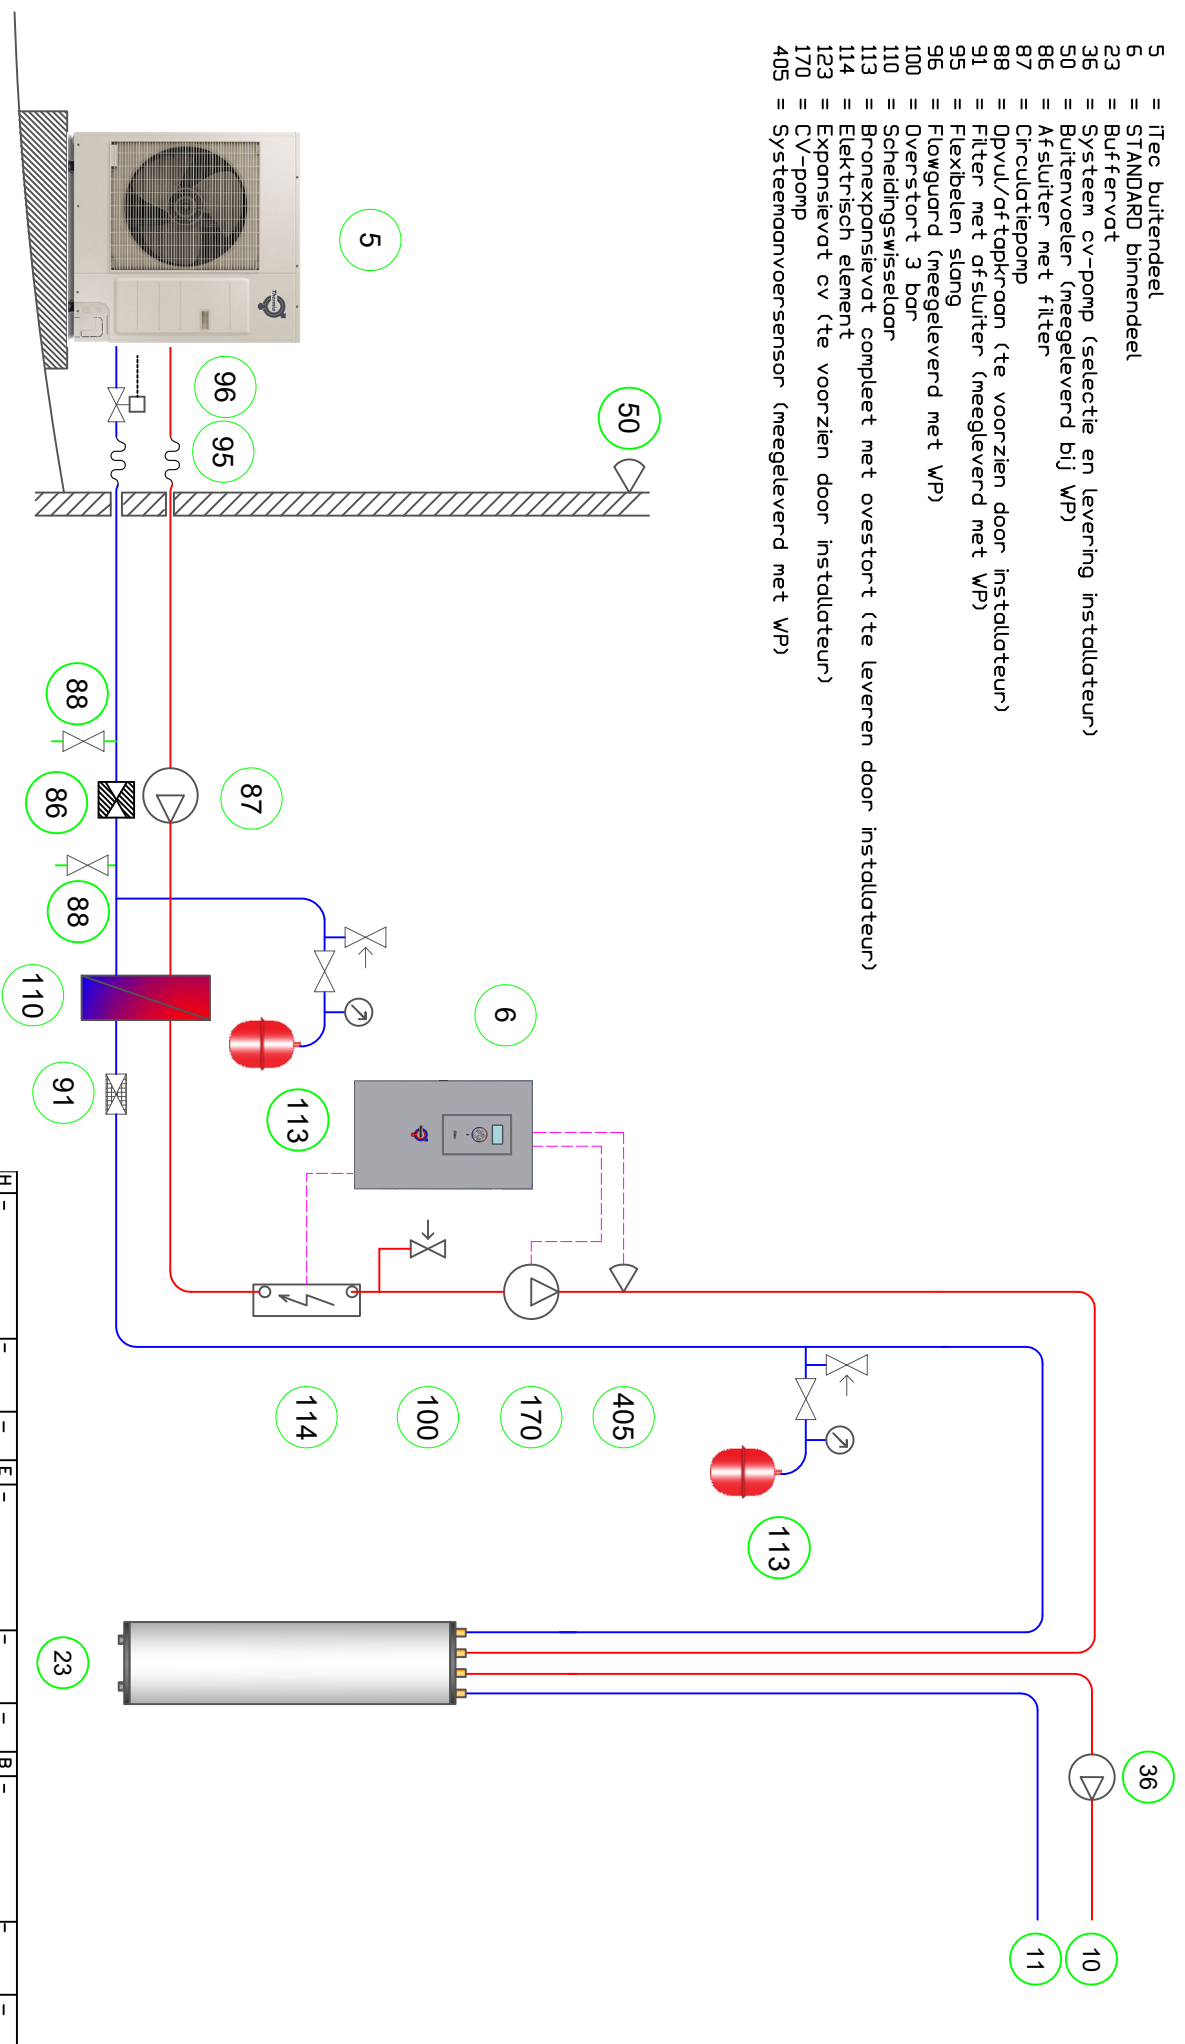 5 = iTec buitendeel
6 = STANDARD binnendeel
23 = Buffervat
36 = Systeem cv-pomp (selectie en levering installateur)
50 = Buitenvoeler (meegeleverd bij WP)
86 = Afsluiter met filter
87 = Circulatiepomp
88 = Opvul/aftapkraan (te voorzien door installateur)
91 = Filter met afsluiter (meegleverd met WP)
95 = Flexibelen slang
96 = Flowguard (meegeleverd met WP)
100 = Overstort 3 bar
110 = Scheidingswisselaar
113 = Bronexpansievat compleet met ovestort (te leveren door installateur)
114 = Elektrisch element
123 = Expansievat cv (te voorzien door installateur)
170 = CV-pomp
405 = Systeemaanvoersensor (meegeleverd met WP)
50
5
96
95
88
86
88
87
110
91
113
6
114
100
170
405
113
23
36
10
11
Thermia
H - - - E - - - B - - -